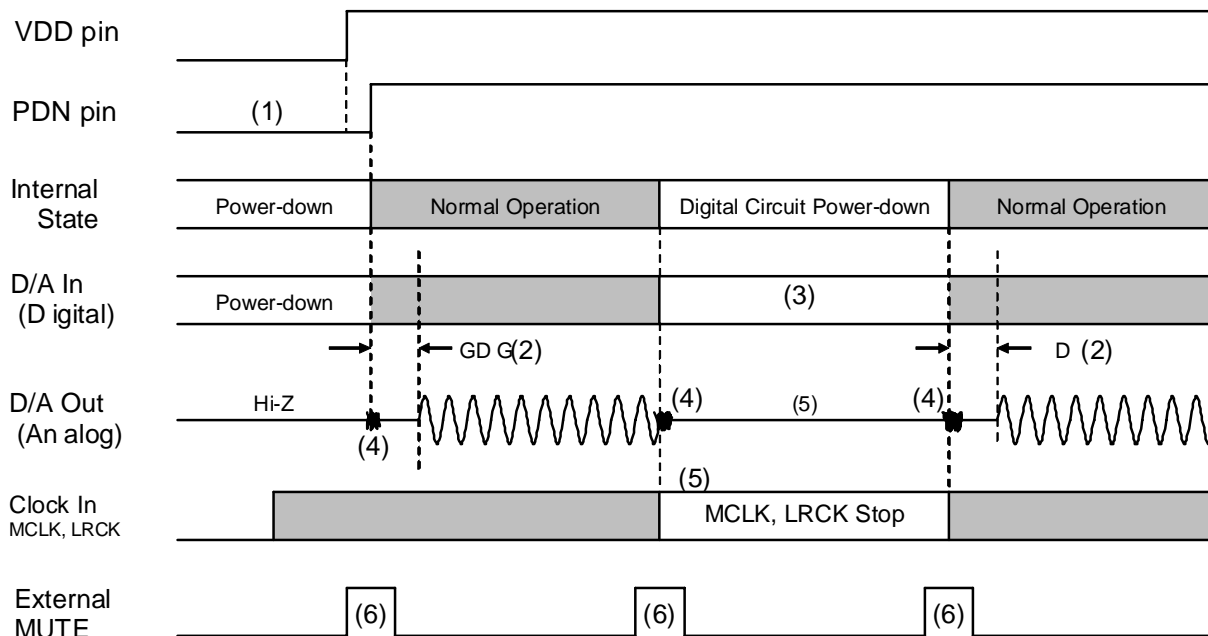 VDD pin
PDN pin
(1)
Internal
State
Power-down
Normal Operation
Digital Circuit Power-down
Normal Operation
D/A In
(D igital)
Power-down
(3)
GD G(2)
D (2)
D/A Out
(An alog)
Hi-Z
(4)
(4)
(5)
(4)
Clock In
MCLK, LRCK
(5)
MCLK, LRCK Stop
External
MUTE
(6)
(6)
(6)